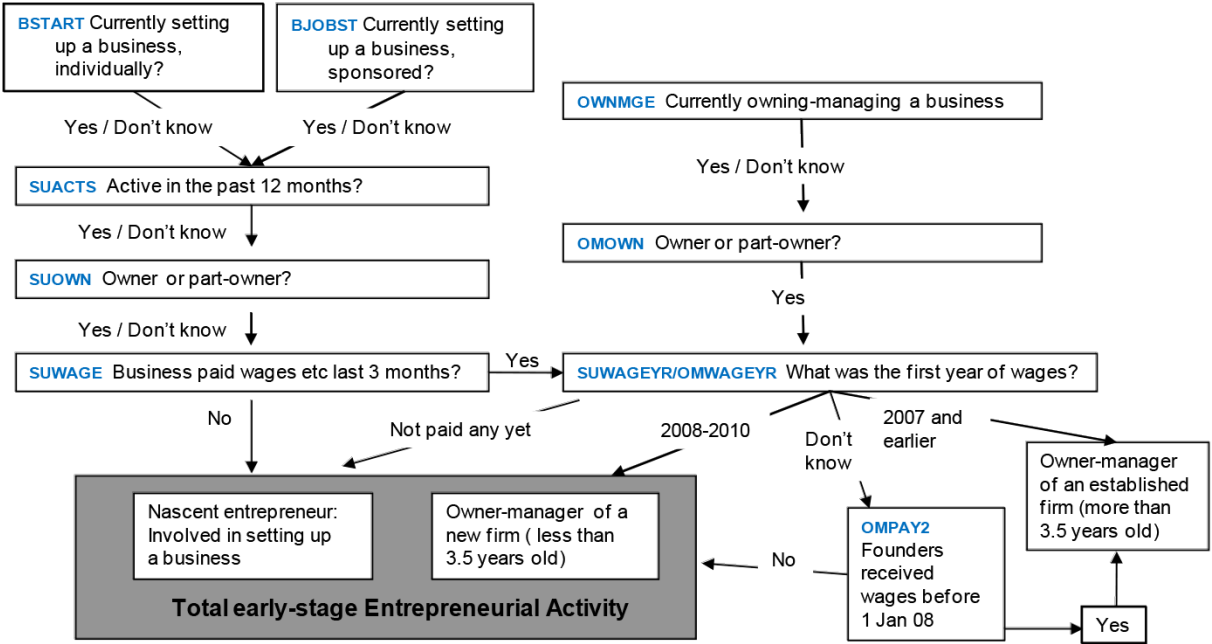 BSTART Currently setting
up a business,
individually?
BJOBST Currently setting
up a business,
sponsored?
OWNMGE Currently owning-managing a business
Yes / Don't know
Yes / Don't know
Yes / Don't know
SUACTS Active in the past 12 months?
Yes / Don't know
OMOWN Owner or part-owner?
SUOWN Owner or part-owner?
Yes
Yes / Don't know
SUWAGE Business paid wages etc last 3 months?
Yes
SUWAGEYR/OMWAGEYR What was the first year of wages?
No
Not paid any yet
2008-2010
Don't
know
2007 and
earlier
Owner-manager
of an established
firm (more than
3.5 years old)
Nascent entrepreneur:
Involved in setting up
a business
Owner-manager of a
new firm ( less than
3.5 years old)
OMPAY2
Founders
received
wages before
1 Jan 08
No
Total early-stage Entrepreneurial Activity
Yes